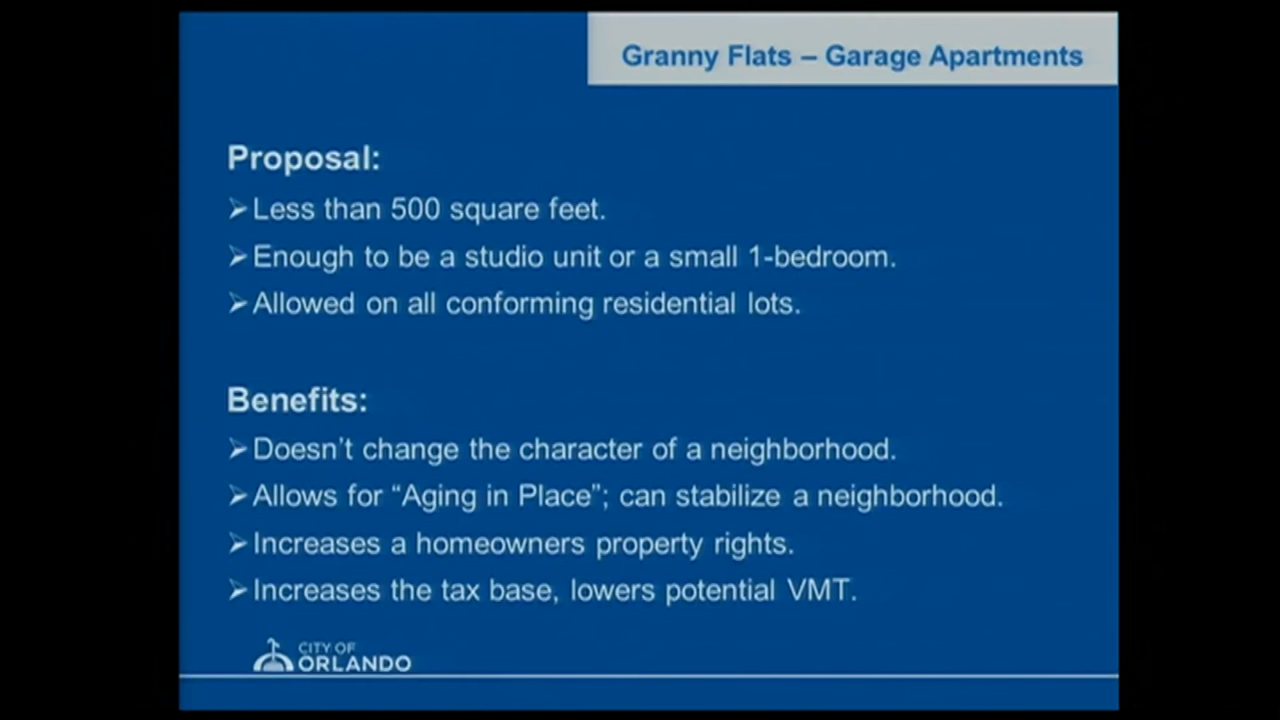 Granny Flats – Garage Apartments
Proposal:
➢Less than 500 square feet.
➢Enough to be a studio unit or a small 1-bedroom.
➢Allowed on all conforming residential lots.
Benefits:
➢Doesn’t change the character of a neighborhood.
➢Allows for “Aging in Place”; can stabilize a neighborhood.
➢Increases a homeowners property rights.
➢Increases the tax base, lowers potential VMT.
CITY OF
ORLANDO